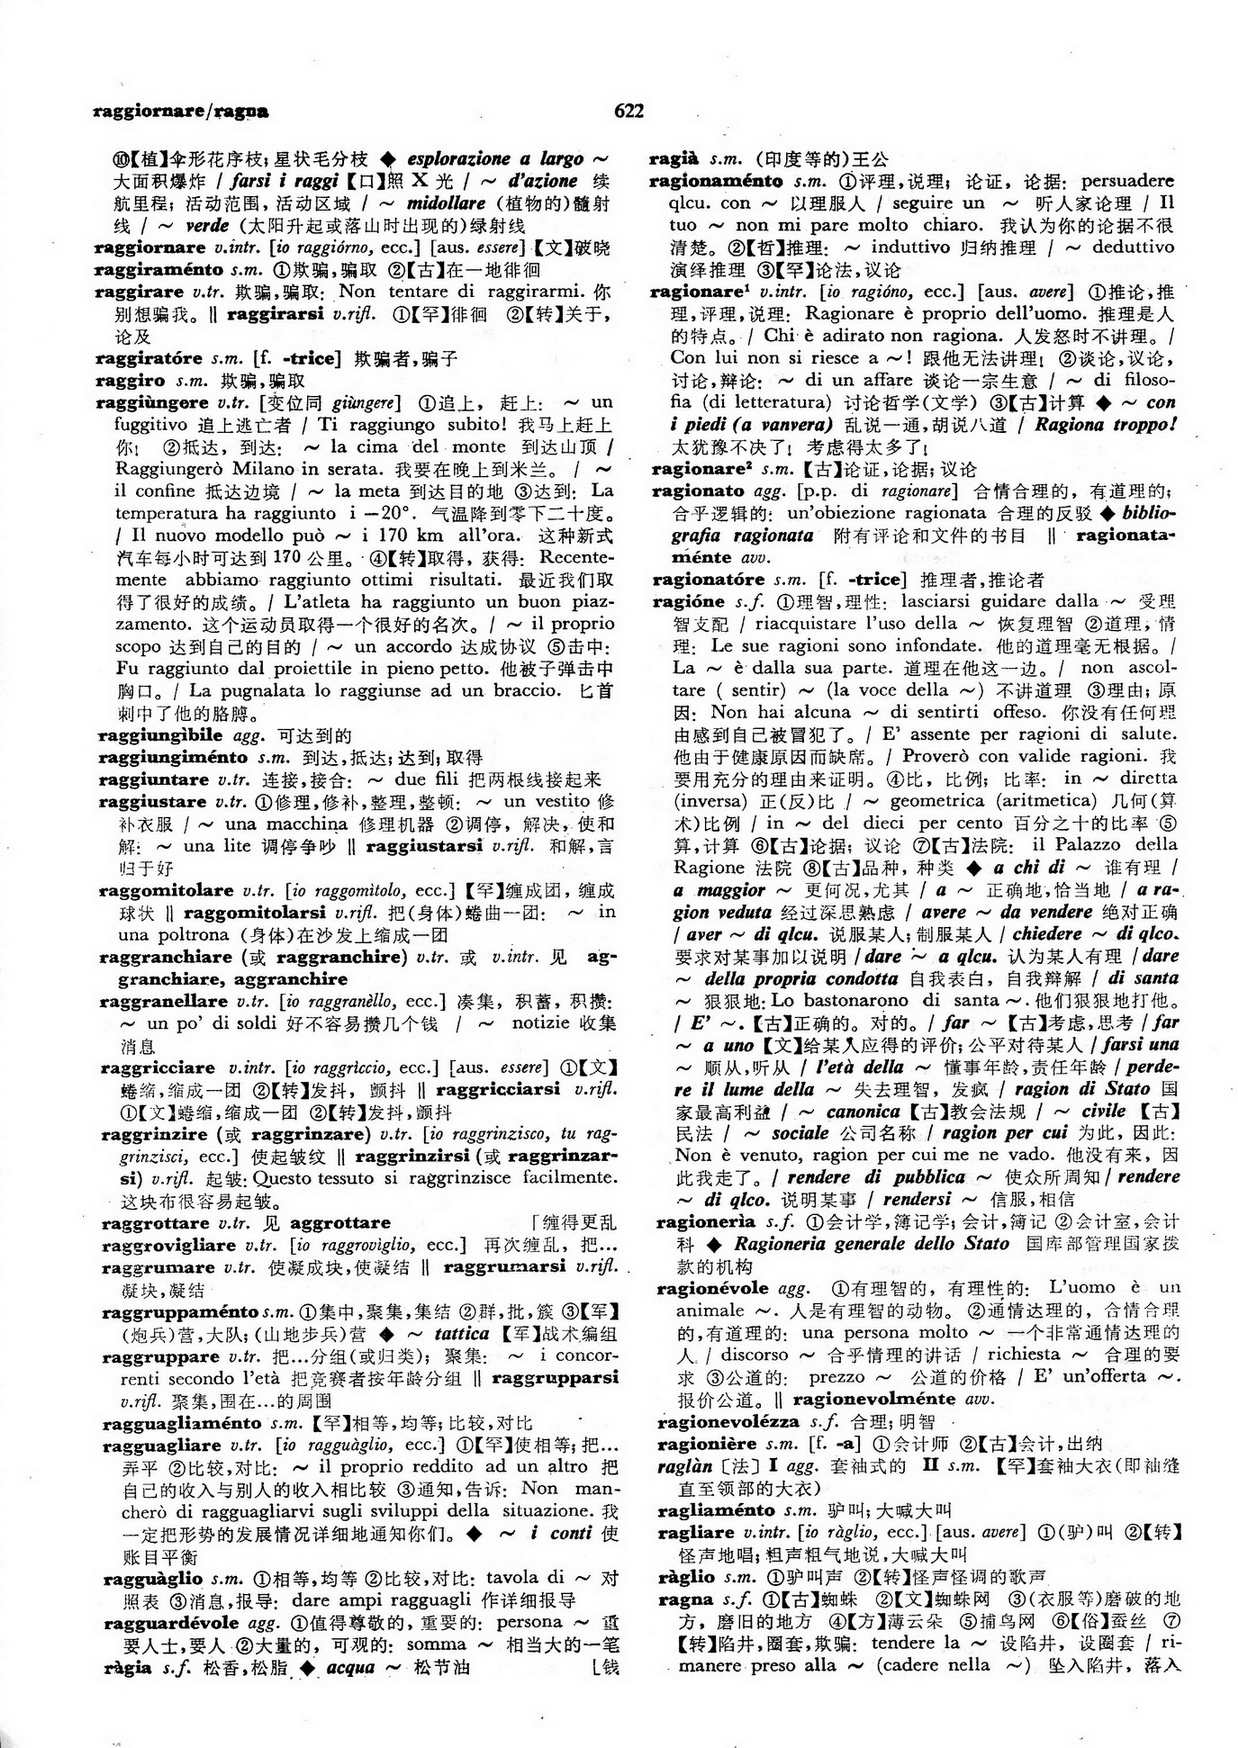 raggiornare/ragna
622
⑩【植】伞形花序枝; 星状毛分枝 ◆ esplorazione a largo ~
大面积爆炸 / farsi i raggi【口】照 X 光 / ~ d'azione 续
航里程; 活动范围, 活动区域 / ~ midollare (植物的)髓射
线 / ~ verde (太阳升起或落山时出现的)绿射线
raggiornare v.intr. [io raggiórno, ecc.] [aus. essere]【文】破晓
raggiraménto s.m. ①欺骗,骗取 ②【古】在一地徘徊
raggirare v.tr. 欺骗,骗取: Non tentare di raggirarmi. 你
别想骗我。 ‖ raggirarsi v.rifl. ①【罕】徘徊 ②【转】关于,
论及
raggiratóre s.m. [f. -trice] 欺骗者,骗子
raggiro s.m. 欺骗,骗取
raggiùngere v.tr. [变位同 giùngere] ①追上, 赶上: ~ un
fuggitivo 追上逃亡者 / Ti raggiungo subito! 我马上赶上
你! ②抵达, 到达: ~ la cima del monte 到达山顶 /
Raggiungerò Milano in serata. 我要在晚上到米兰。 / ~
il confine 抵达边境 / ~ la meta 到达目的地 ③达到: La
temperatura ha raggiunto i —20°. 气温降到零下二十度。
/ Il nuovo modello può ~ i 170 km all'ora. 这种新式
汽车每小时可达到 170 公里。 ④【转】取得, 获得: Recente-
mente abbiamo raggiunto ottimi risultati. 最近我们取
得了很好的成绩。 / L'atleta ha raggiunto un buon piaz-
zamento. 这个运动员取得一个很好的名次。 / ~ il proprio
scopo 达到自己的目的 / ~ un accordo 达成协议 ⑤击中:
Fu raggiunto dal proiettile in pieno petto. 他被子弹击中
胸口。 / La pugnalata lo raggiunse ad un braccio. 匕首
刺中了他的胳膊。
raggiungìbile agg. 可达到的
raggiungiménto s.m. 到达,抵达; 达到; 取得
raggiuntare v.tr. 连接,接合: ~ due fili 把两根线接起来
raggiustare v.tr. ①修理,修补,整理,整顿: ~ un vestito 修
补衣服 / ~ una macchina 修理机器 ②调停, 解决, 使和
解: ~ una lite 调停争吵 ‖ raggiustarsi v.rifl. 和解,言
归于好
raggomitolare v.tr. [io raggomìtolo, ecc.]【罕】缠成团, 缠成
球状 ‖ raggomitolarsi v.rifl. 把(身体)蜷曲一团: ~ in
una poltrona (身体)在沙发上缩成一团
raggranchiare (或 raggranchire) v.tr. 或 v.intr. 见 ag-
granchiare, aggranchire
raggranellare v.tr. [io raggranèllo, ecc.] 凑集, 积蓄, 积攒:
~ un po' di soldi 好不容易攒几个钱 / ~ notizie 收集
消息
raggricciare v.intr. [io raggrìccio, ecc.] [aus. essere] ①【文】
蜷缩,缩成一团 ②【转】发抖, 颤抖 ‖ raggricciarsi v.rifl.
①【文】蜷缩,缩成一团 ②【转】发抖,颤抖
raggrinzire (或 raggrinzare) v.tr. [io raggrinzisco, tu rag-
grinzisci, ecc.] 使起皱纹 ‖ raggrinzirsi (或 raggrinzar-
si) v.rifl. 起皱: Questo tessuto si raggrinzisce facilmente.
这块布很容易起皱。
raggrottare v.tr. 见 aggrottare 「缠得更乱
raggrovigliare v.tr. [io raggrovìglio, ecc.] 再次缠乱, 把…
raggrumare v.tr. 使凝成块,使凝结 ‖ raggrumarsi v.rifl.
凝块,凝结
raggruppaménto s.m. ①集中,聚集,集结 ②群,批,簇 ③【军】
(炮兵)营,大队; (山地步兵)营 ◆ ~ tattica【军】战术编组
raggruppare v.tr. 把…分组(或归类); 聚集: ~ i concor-
renti secondo l'età 把竞赛者按年龄分组 ‖ raggrupparsi
v.rifl. 聚集,围在…的周围
ragguagliaménto s.m.【罕】相等,均等; 比较,对比
ragguagliare v.tr. [io ragguàglio, ecc.] ①【罕】使相等; 把…
弄平 ②比较,对比: ~ il proprio reddito ad un altro 把
自己的收入与别人的收入相比较 ③通知,告诉: Non man-
cherò di ragguagliarvi sugli sviluppi della situazione. 我
一定把形势的发展情况详细地通知你们。 ◆ ~ i conti 使
账目平衡
ragguàglio s.m. ①相等,均等 ②比较,对比: tavola di ~ 对
照表 ③消息,报导: dare ampi ragguagli 作详细报导
ragguardévole agg. ①值得尊敬的, 重要的: persona ~ 重
要人士,要人 ②大量的, 可观的: somma ~ 相当大的一笔
ràgia s.f. 松香,松脂 ◆ acqua ~ 松节油 ⌊钱
ragià s.m. (印度等的)王公
ragionaménto s.m. ①评理,说理; 论证, 论据: persuadere
qlcu. con ~ 以理服人 / seguire un ~ 听人家论理 / Il
tuo ~ non mi pare molto chiaro. 我认为你的论据不很
清楚。 ②【哲】推理: ~ induttivo 归纳推理 / ~ deduttivo
演绎推理 ③【罕】论法,议论
ragionare¹ v.intr. [io ragióno, ecc.] [aus. avere] ①推论,推
理,评理,说理: Ragionare è proprio dell'uomo. 推理是人
的特点。 / Chi è adirato non ragiona. 人发怒时不讲理。 /
Con lui non si riesce a ~! 跟他无法讲理! ②谈论,议论,
讨论,辩论: ~ di un affare 谈论一宗生意 / ~ di filoso-
fia (di letteratura) 讨论哲学(文学) ③【古】计算 ◆ ~ con
i piedi (a vanvera) 乱说一通,胡说八道 / Ragiona troppo!
太犹豫不决了! 考虑得太多了!
ragionare² s.m.【古】论证,论据; 议论
ragionato agg. [p.p. di ragionare] 合情合理的, 有道理的;
合乎逻辑的: un'obiezione ragionata 合理的反驳 ◆ biblio-
grafia ragionata 附有评论和文件的书目 ‖ ragionata-
ménte avv.
ragionatóre s.m. [f. -trice] 推理者,推论者
ragióne s.f. ①理智,理性: lasciarsi guidare dalla ~ 受理
智支配 / riacquistare l'uso della ~ 恢复理智 ②道理, 情
理: Le sue ragioni sono infondate. 他的道理毫无根据。 /
La ~ è dalla sua parte. 道理在他这一边。 / non ascol-
tare ( sentir) ~ (la voce della ~) 不讲道理 ③理由; 原
因: Non hai alcuna ~ di sentirti offeso. 你没有任何理
由感到自己被冒犯了。 / E' assente per ragioni di salute.
他由于健康原因而缺席。 / Proverò con valide ragioni. 我
要用充分的理由来证明。 ④比, 比例; 比率: in ~ diretta
(inversa) 正(反)比 / ~ geometrica (aritmetica) 几何(算
术)比例 / in ~ del dieci per cento 百分之十的比率 ⑤
算,计算 ⑥【古】论据; 议论 ⑦【古】法院: il Palazzo della
Ragione 法院 ⑧【古】品种, 种类 ◆ a chi di ~ 谁有理 /
a maggior ~ 更何况,尤其 / a ~ 正确地,恰当地 / a ra-
gion veduta 经过深思熟虑 / avere ~ da vendere 绝对正确
/ aver ~ di qlcu. 说服某人; 制服某人 / chiedere ~ di qlco.
要求对某事加以说明 / dare ~ a qlcu. 认为某人有理 / dare
~ della propria condotta 自我表白, 自我辩解 / di santa
~ 狠狠地: Lo bastonarono di santa ~. 他们狠狠地打他。
/ E' ~.【古】正确的。对的。 / far ~【古】考虑,思考 / far
~ a uno【文】给某人应得的评价; 公平对待某人 / farsi una
~ 顺从,听从 / l'età della ~ 懂事年龄,责任年龄 / perde-
re il lume della ~ 失去理智, 发疯 / ragion di Stato 国
家最高利益 / ~ canonica【古】教会法规 / ~ civile【古】
民法 / ~ sociale 公司名称 / ragion per cui 为此, 因此:
Non è venuto, ragion per cui me ne vado. 他没有来, 因
此我走了。 / rendere di pubblica ~ 使众所周知 / rendere
~ di qlco. 说明某事 / rendersi ~ 信服,相信
ragionerìa s.f. ①会计学,簿记学; 会计,簿记 ②会计室,会计
科 ◆ Ragioneria generale dello Stato 国库部管理国家拨
款的机构
ragionévole agg. ①有理智的, 有理性的: L'uomo è un
animale ~. 人是有理智的动物。 ②通情达理的, 合情合理
的,有道理的: una persona molto ~ 一个非常通情达理的
人 / discorso ~ 合乎情理的讲话 / richiesta ~ 合理的要
求 ③公道的: prezzo ~ 公道的价格 / E' un'offerta ~.
报价公道。 ‖ ragionevolménte avv.
ragionevolézza s.f. 合理; 明智
ragionière s.m. [f. -a] ①会计师 ②【古】会计,出纳
raglàn〔法〕I agg. 套袖式的 II s.m.【罕】套袖大衣(即袖缝
直至领部的大衣)
ragliaménto s.m. 驴叫; 大喊大叫
ragliare v.intr. [io ràglio, ecc.] [aus. avere] ①(驴)叫 ②【转】
怪声地唱; 粗声粗气地说,大喊大叫
ràglio s.m. ①驴叫声 ②【转】怪声怪调的歌声
ragna s.f. ①【古】蜘蛛 ②【文】蜘蛛网 ③(衣服等)磨破的地
方, 磨旧的地方 ④【方】薄云朵 ⑤捕鸟网 ⑥【俗】蚕丝 ⑦
【转】陷井,圈套,欺骗: tendere la ~ 设陷井, 设圈套 / ri-
manere preso alla ~ (cadere nella ~) 坠入陷井, 落入